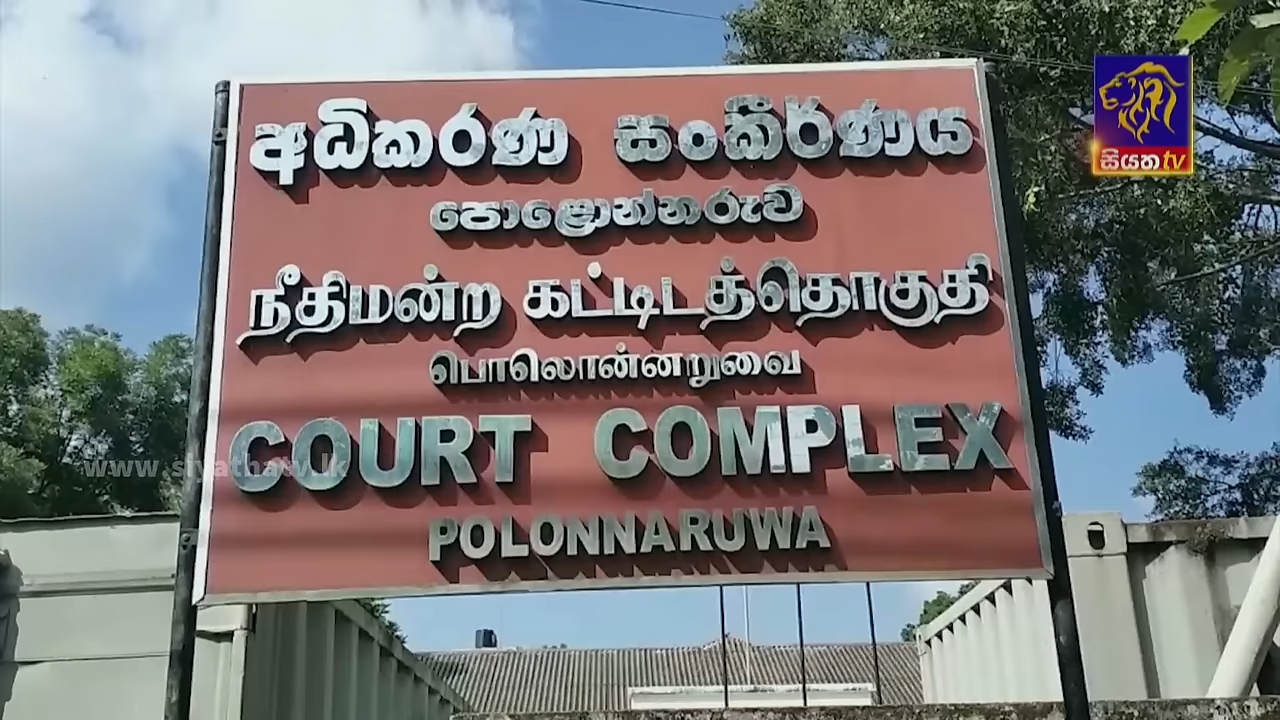 අධිකරණ සංකීර්ණය
පොළොන්නරුව
நீதிமன்ற கட்டிடத்தொகுதி
பொலொன்னறுவை
COURT COMPLEX
POLONNARUWA
සියත tv
www.siyathatv.lk